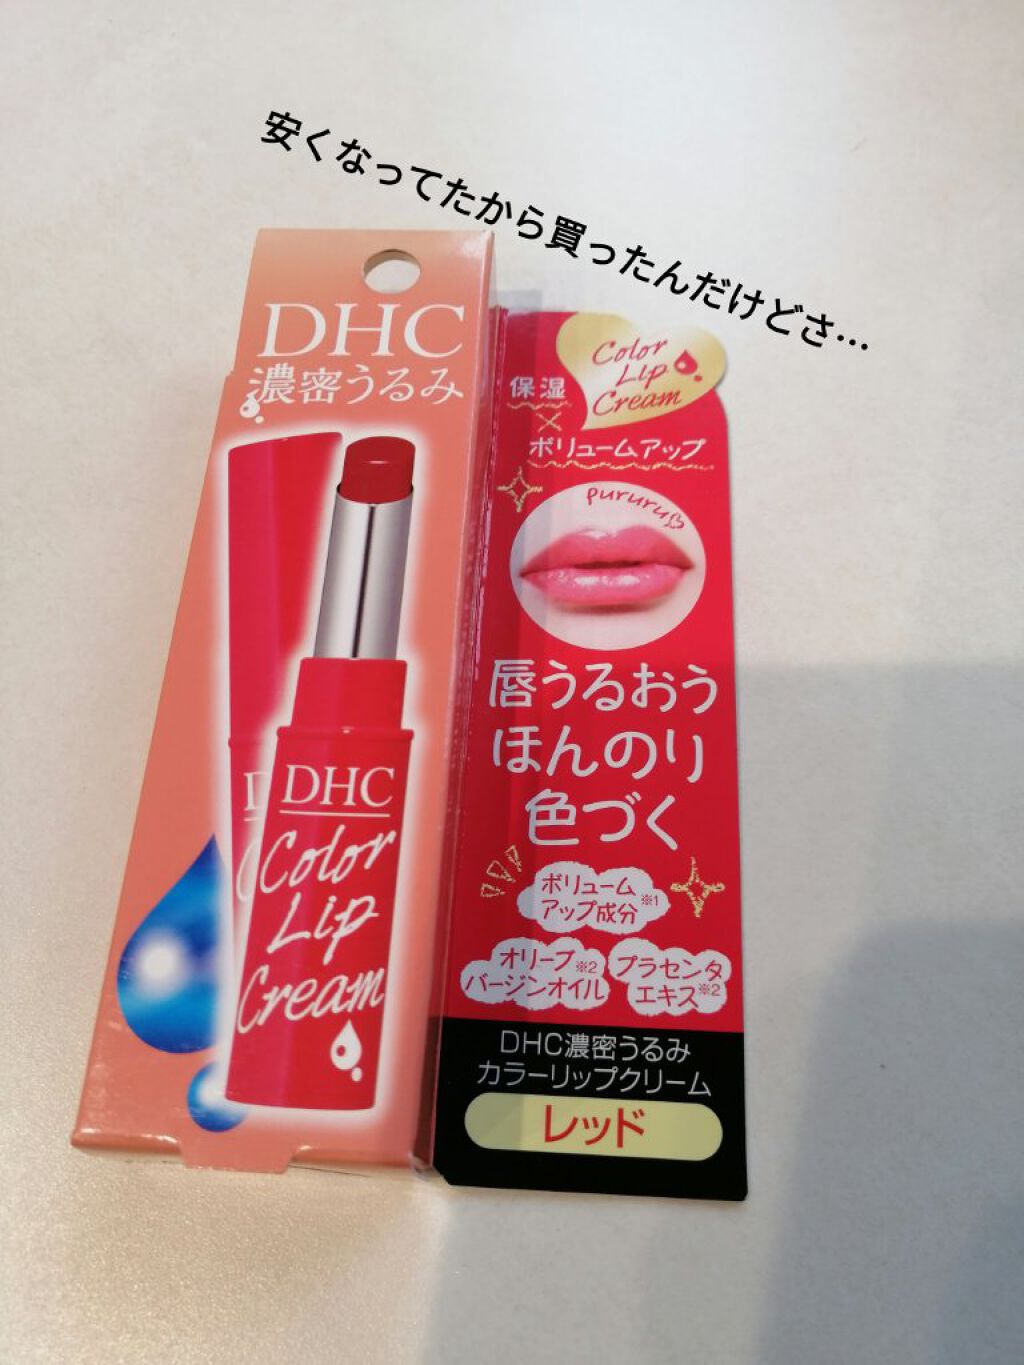 安くなってたから買ったんだけどさ…
DHC
濃密うるみ
DHC
Color
Lip
Cream
Color
Lip
Cream
保湿
×
ボリュームアップ
pururun
唇うるおう
ほんのり
色づく
ボリューム
アップ成分※1
オリーブ※2
バージンオイル
プラセンタ
エキス※2
DHC濃密うるみ
カラーリップクリーム
レッド